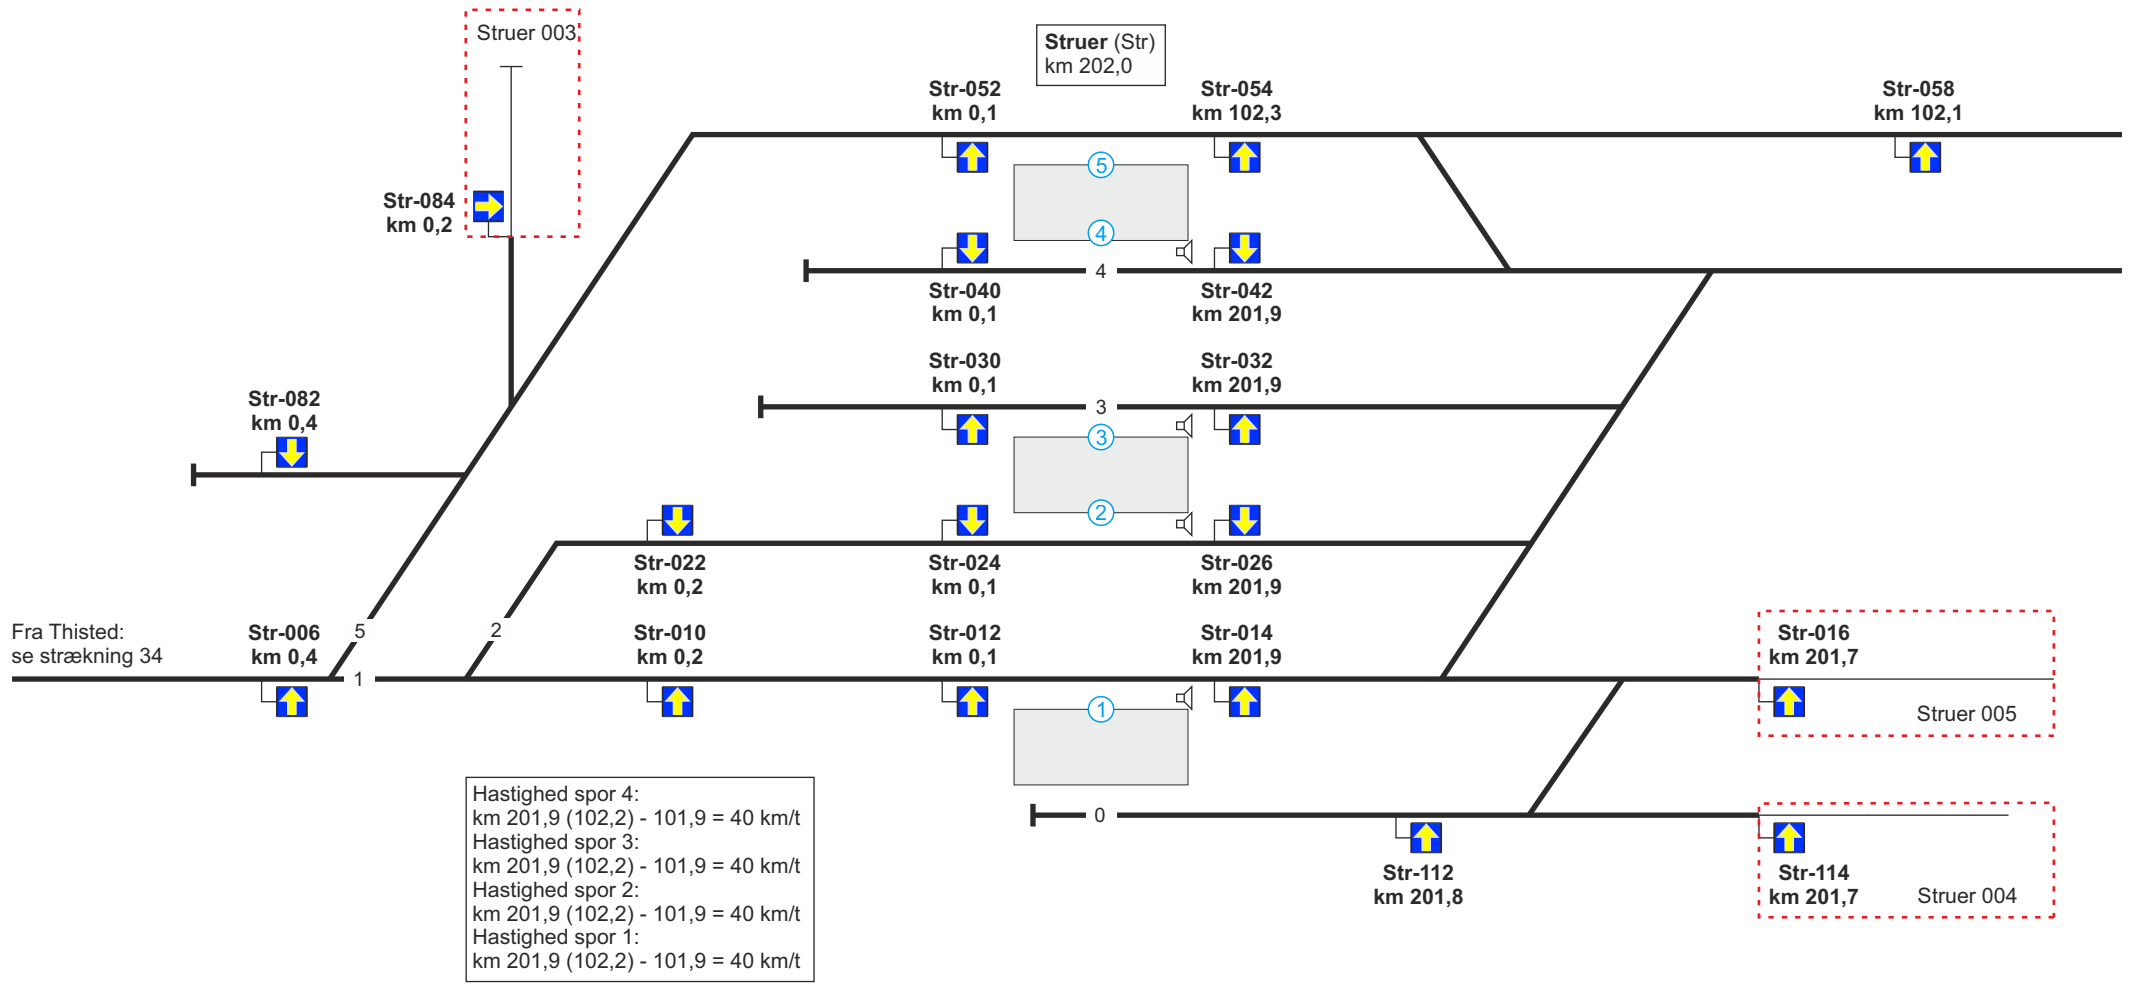 Struer 003
Struer (Str)
km 202,0
Str-052
km 0,1
Str-054
km 102,3
Str-058
km 102,1
5
Str-084
km 0,2
4
4
Str-040
km 0,1
Str-042
km 201,9
Str-030
km 0,1
Str-032
km 201,9
Str-082
km 0,4
3
3
2
Str-022
km 0,2
Str-024
km 0,1
Str-026
km 201,9
Fra Thisted:
se strækning 34
Str-006
km 0,4
5
2
Str-010
km 0,2
Str-012
km 0,1
Str-014
km 201,9
Str-016
km 201,7
1
1
Struer 005
Hastighed spor 4:
km 201,9 (102,2) - 101,9 = 40 km/t
Hastighed spor 3:
km 201,9 (102,2) - 101,9 = 40 km/t
Hastighed spor 2:
km 201,9 (102,2) - 101,9 = 40 km/t
Hastighed spor 1:
km 201,9 (102,2) - 101,9 = 40 km/t
0
Str-112
km 201,8
Str-114
km 201,7
Struer 004